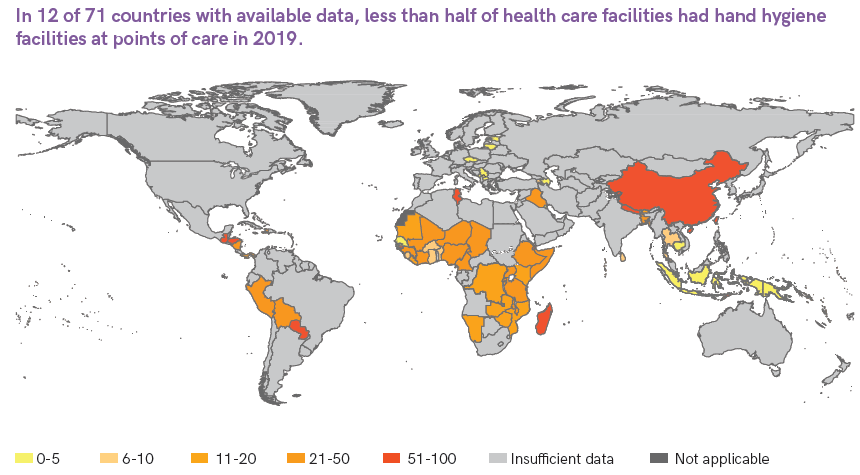 In 12 of 71 countries with available data, less than half of health care facilities had hand hygiene
facilities at points of care in 2019.
0-5
6-10
11-20
21-50
51-100
Insufficient data
Not applicable